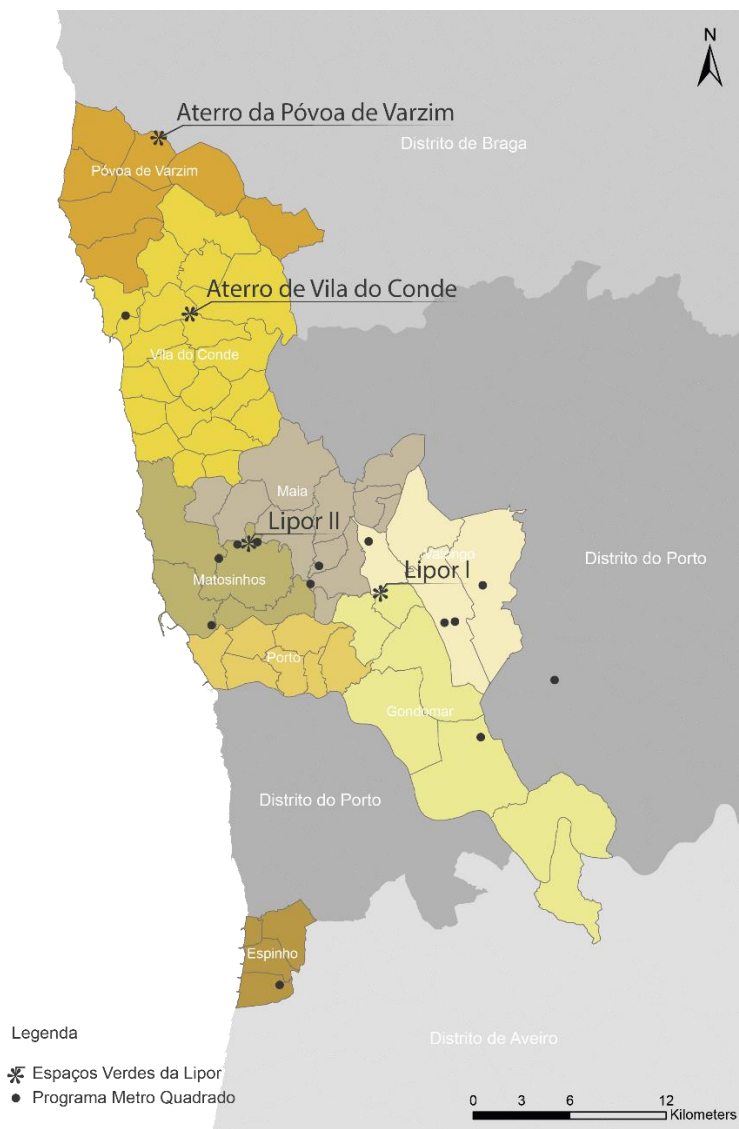 N
Aterro da Póvoa de Varzim
Distrito de Braga
Póvoa de Varzim
Aterro de Vila do Conde
Vila do Conde
Maia
Lipor II
Valongo
Distrito do Porto
Lipor I
Matosinhos
Porto
Gondomar
Distrito do Porto
Espinho
Legenda
Distrito de Aveiro
Espaços Verdes da Lipor
Programa Metro Quadrado
0 3 6 12
Kilometers